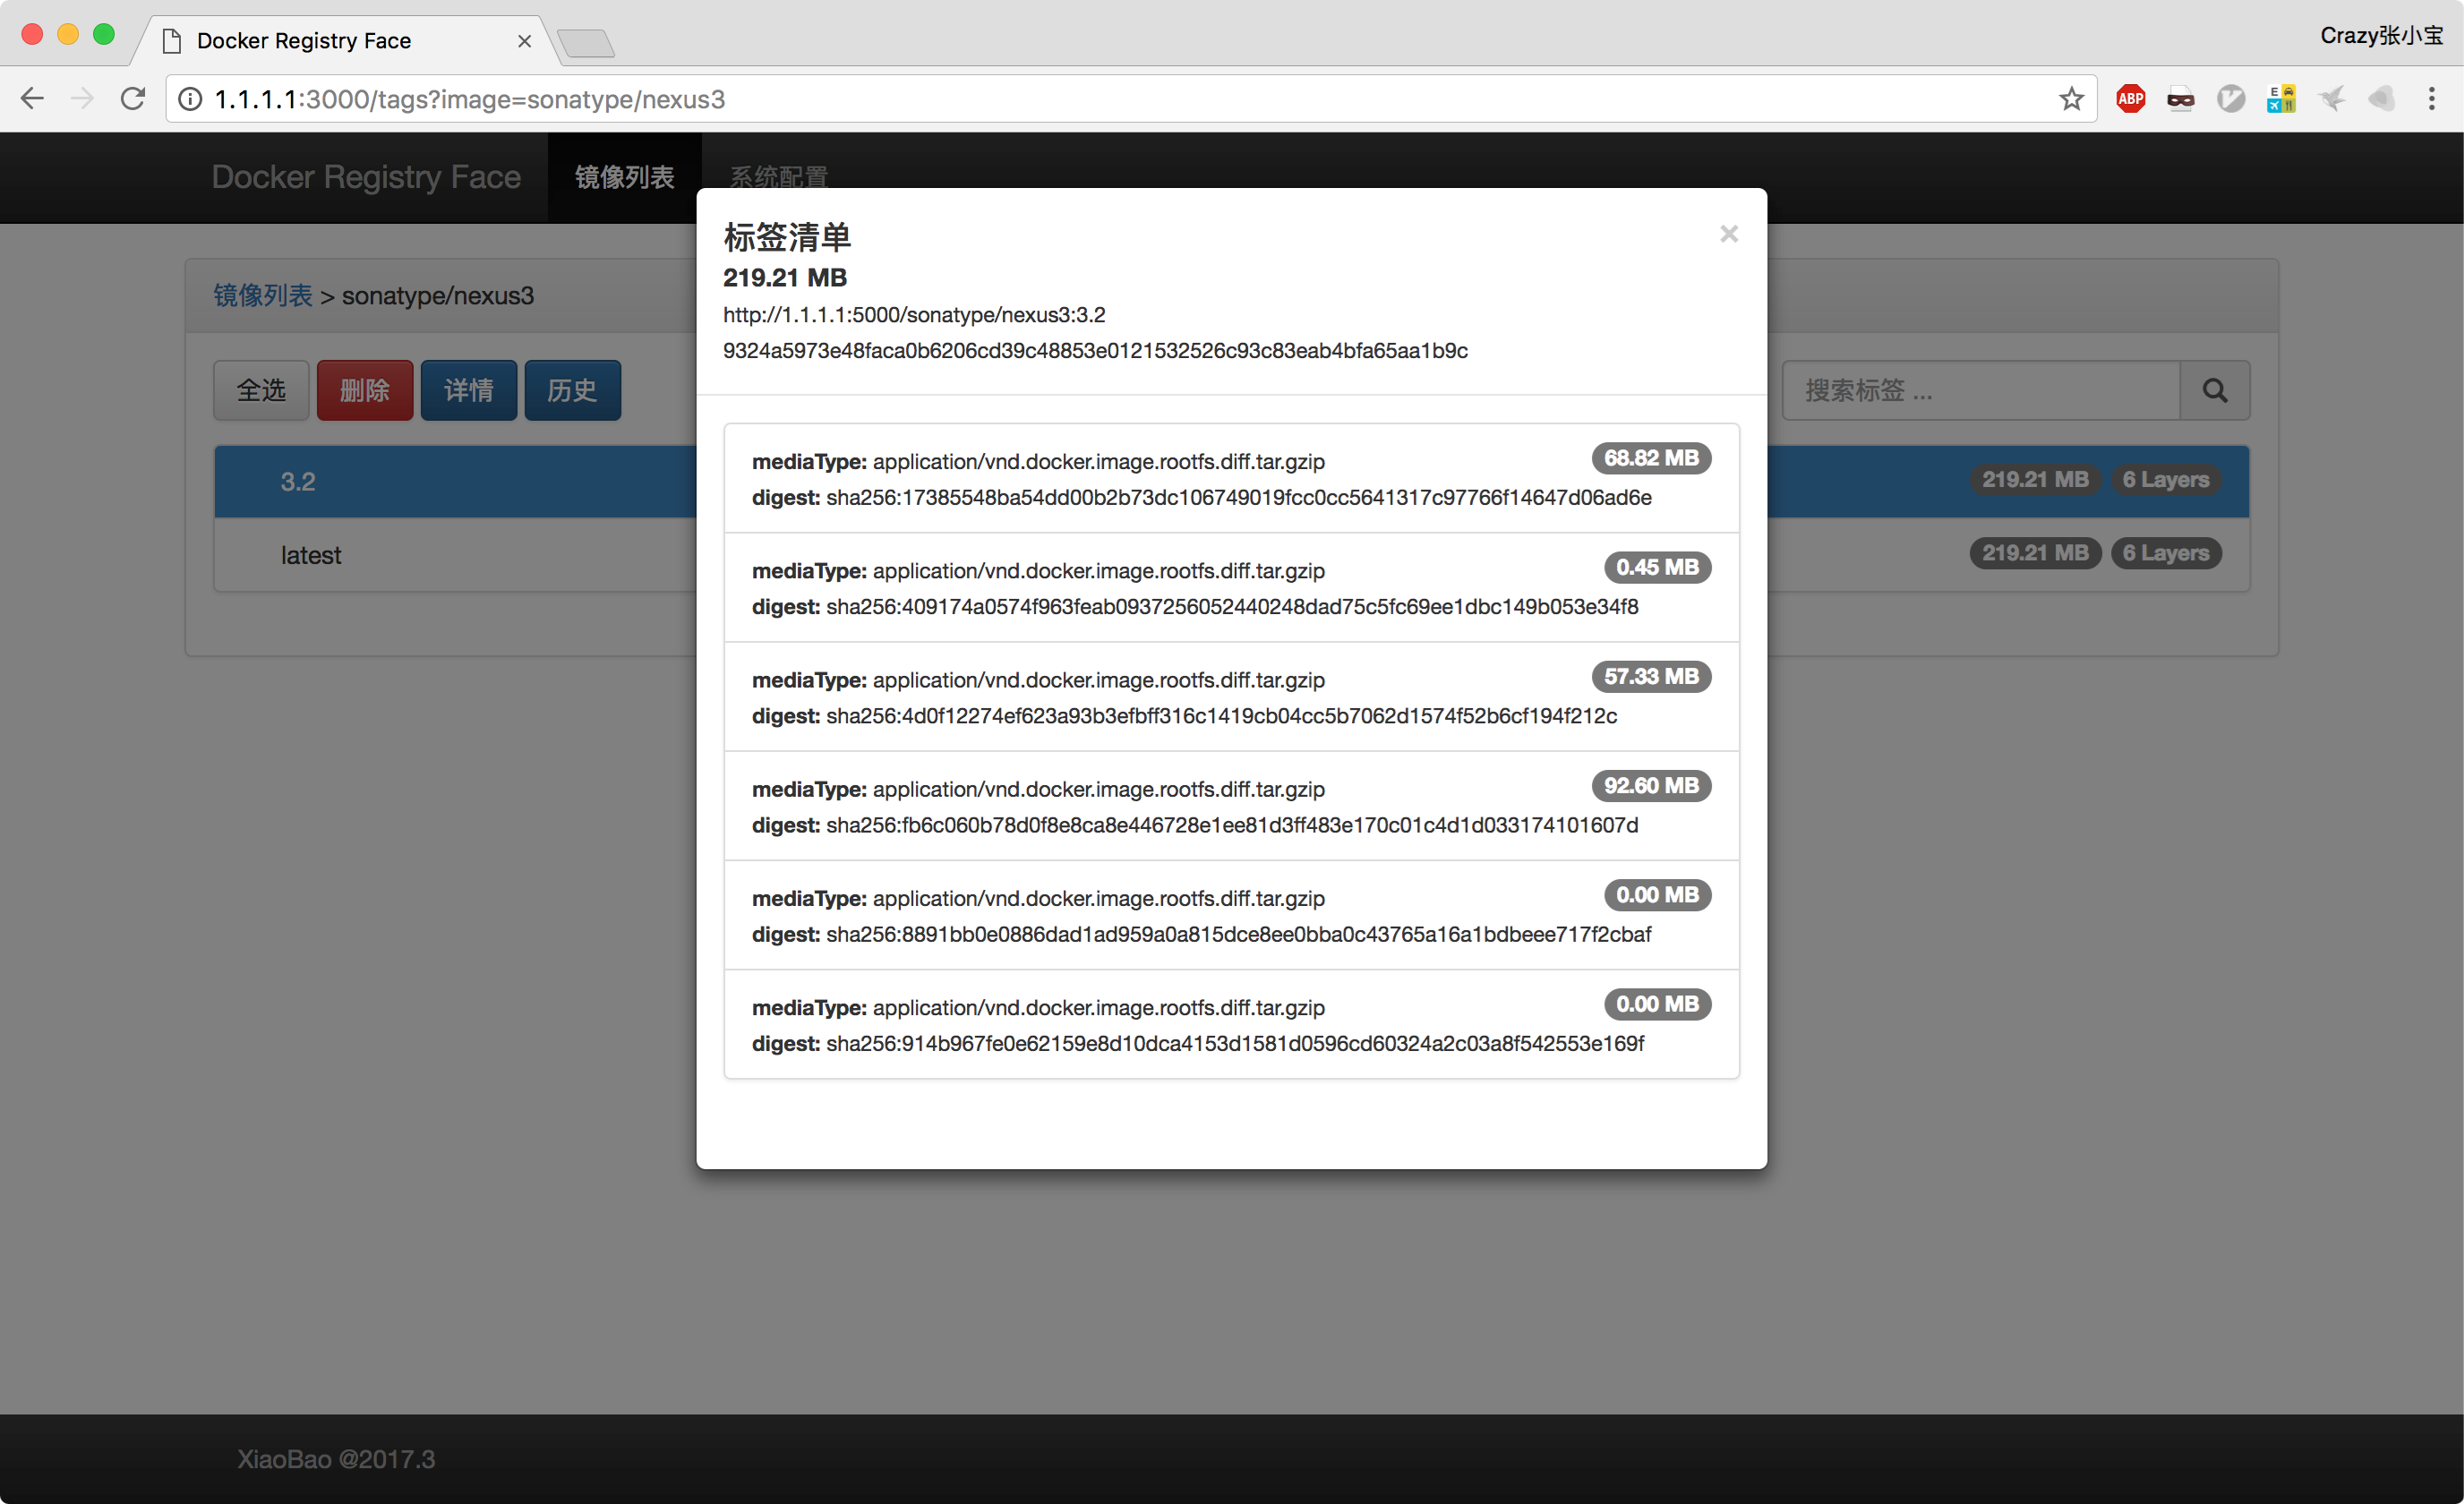 Docker Registry Face
Crazy张小宝
1.1.1.1:3000/tags?image=sonatype/nexus3
ABP
E
Docker Registry Face
镜像列表
系统配置
镜像列表 > sonatype/nexus3
全选 删除 详情 历史
搜索标签 ...
3.2
219.21 MB 6 Layers
latest
219.21 MB 6 Layers
标签清单
×
219.21 MB
http://1.1.1.1:5000/sonatype/nexus3:3.2
9324a5973e48faca0b6206cd39c48853e0121532526c93c83eab4bfa65aa1b9c
mediaType: application/vnd.docker.image.rootfs.diff.tar.gzip 68.82 MB
digest: sha256:17385548ba54dd00b2b73dc106749019fcc0cc5641317c97766f14647d06ad6e
mediaType: application/vnd.docker.image.rootfs.diff.tar.gzip 0.45 MB
digest: sha256:409174a0574f963feab0937256052440248dad75c5fc69ee1dbc149b053e34f8
mediaType: application/vnd.docker.image.rootfs.diff.tar.gzip 57.33 MB
digest: sha256:4d0f12274ef623a93b3efbff316c1419cb04cc5b7062d1574f52b6cf194f212c
mediaType: application/vnd.docker.image.rootfs.diff.tar.gzip 92.60 MB
digest: sha256:fb6c060b78d0f8e8ca8e446728e1ee81d3ff483e170c01c4d1d033174101607d
mediaType: application/vnd.docker.image.rootfs.diff.tar.gzip 0.00 MB
digest: sha256:8891bb0e0886dad1ad959a0a815dce8ee0bba0c43765a16a1bdbeee717f2cbaf
mediaType: application/vnd.docker.image.rootfs.diff.tar.gzip 0.00 MB
digest: sha256:914b967fe0e62159e8d10dca4153d1581d0596cd60324a2c03a8f542553e169f
XiaoBao @2017.3